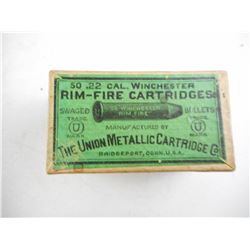 50 .22 CAL. WINCHESTER
RIM-FIRE CARTRIDGES
SWAGED BULLETS
TRADE U MARK TRADE U MARK
22 WINCHESTER
RIM FIRE
MANUFACTURED BY
THE UNION METALLIC CARTRIDGE Co
BRIDGEPORT, CONN. U.S.A.